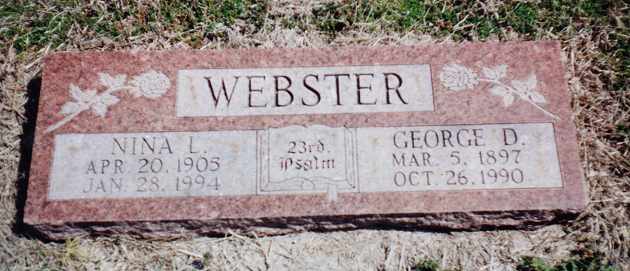 WEBSTER
NINA L.
APR. 20. 1905
JAN. 28. 1994
23rd.
Psalm
GEORGE D.
MAR. 5. 1897
OCT. 26. 1990